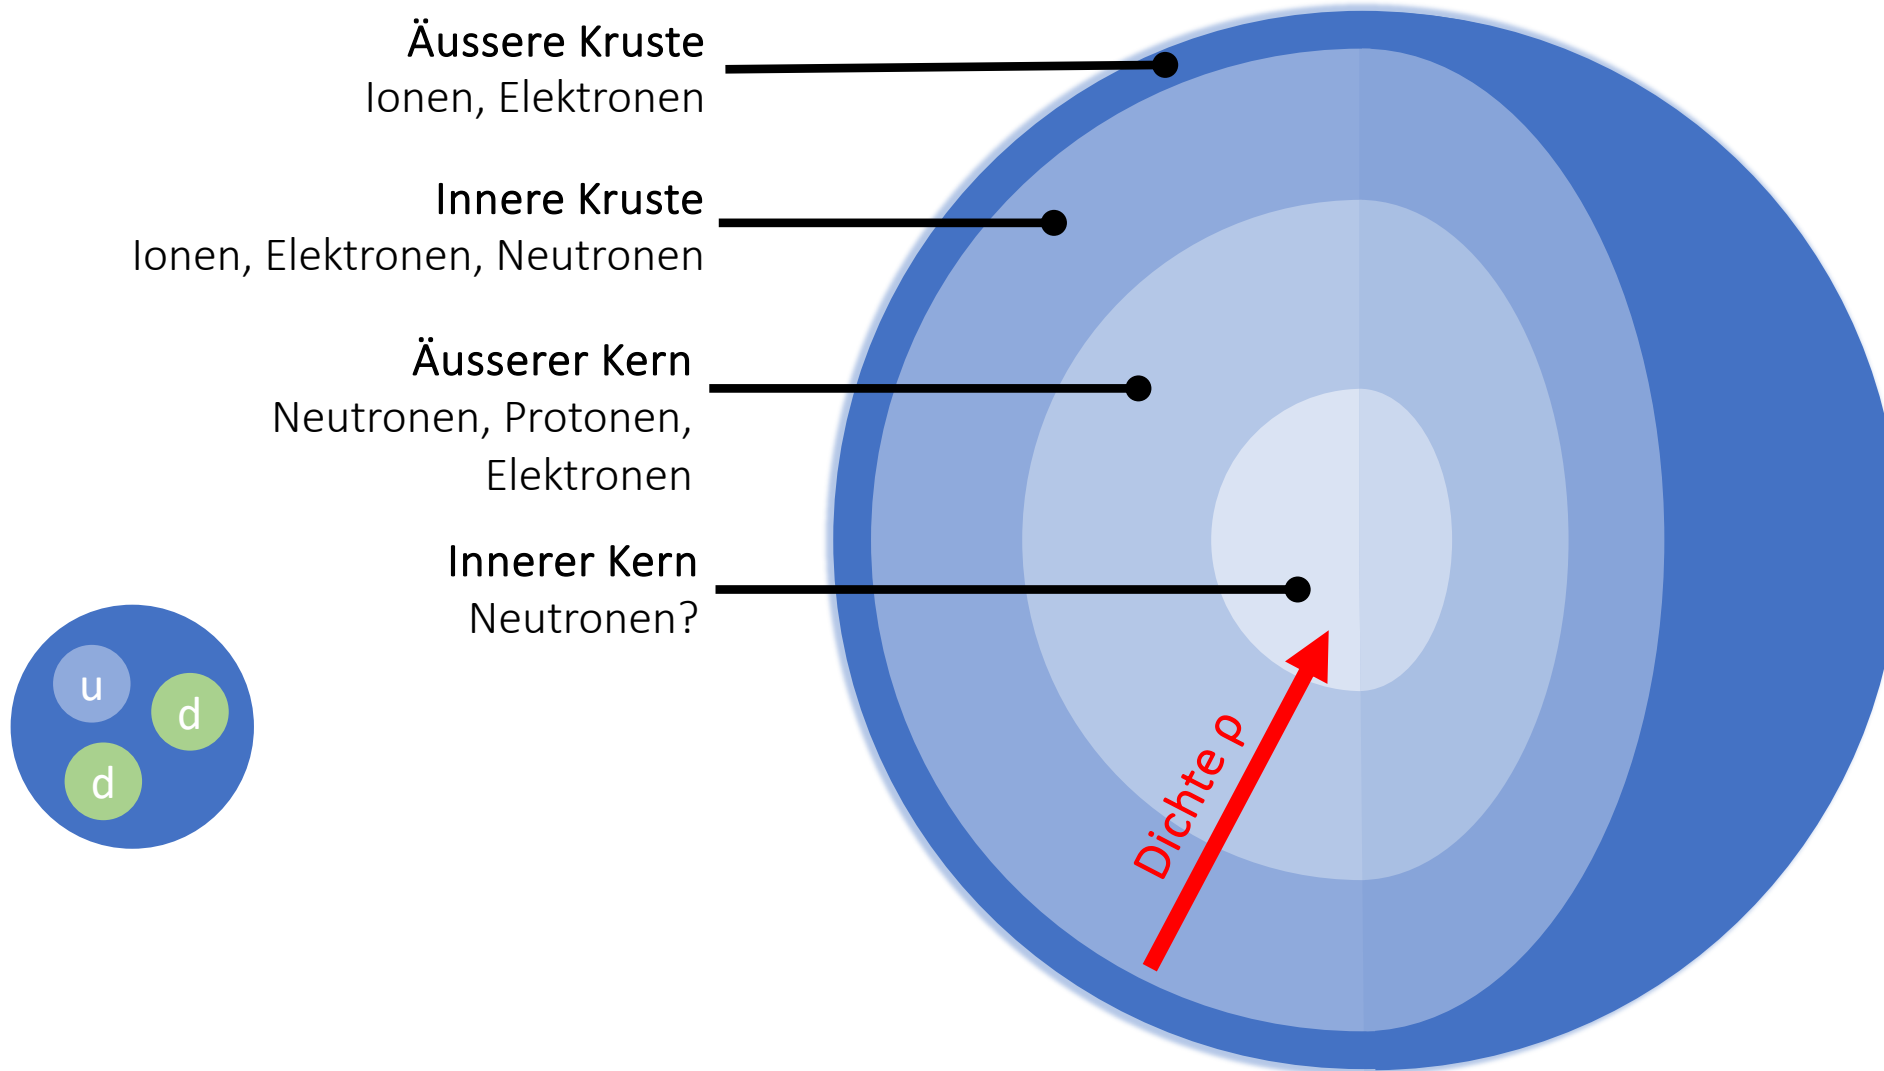 Äussere Kruste
Ionen, Elektronen
Innere Kruste
Ionen, Elektronen, Neutronen
Äusserer Kern
Neutronen, Protonen,
Elektronen
Innerer Kern
Neutronen?
u
d
d
Dichte ρ